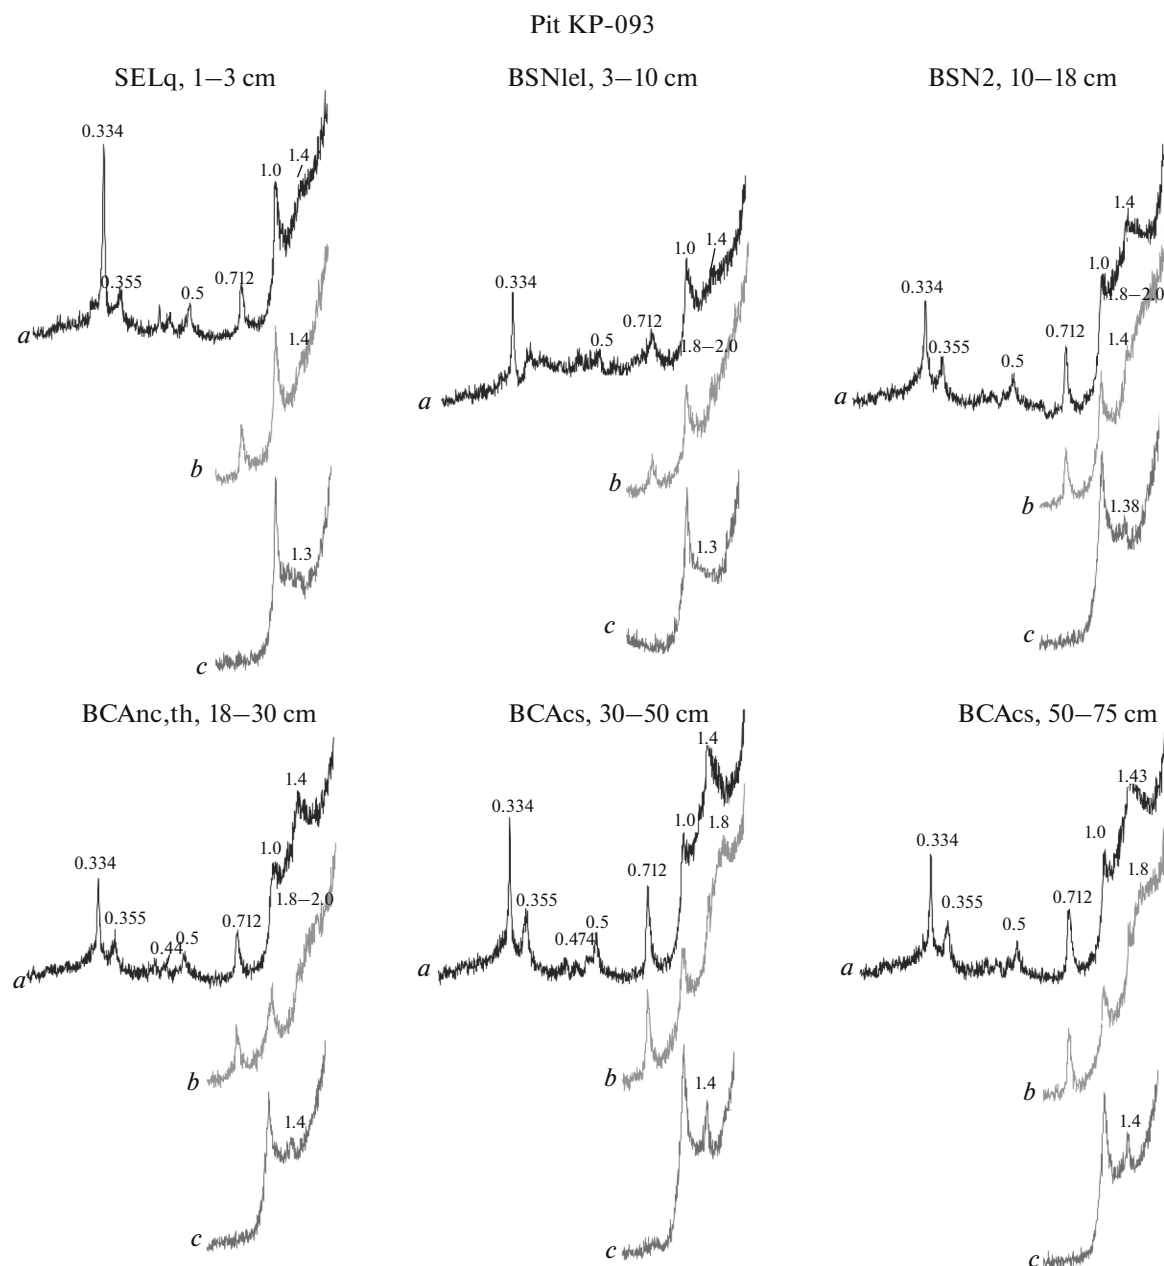 Pit KP-093
SELq, 1–3 cm
BSNlel, 3–10 cm
BSN2, 10–18 cm
0.334
0.355
0.5
0.712
1.0
1.4
a
1.4
b
1.3
c
0.334
0.5
0.712
1.0
1.4
a
1.8–2.0
b
1.3
c
0.334
0.355
0.5
0.712
1.0
1.4
a
1.8–2.0
1.4
b
1.38
c
BCAnc,th, 18–30 cm
BCAcs, 30–50 cm
BCAcs, 50–75 cm
0.334
0.355
0.44
0.5
0.712
1.0
1.4
a
1.8–2.0
b
1.4
c
0.334
0.355
0.474
0.5
0.712
1.0
1.4
a
1.8
b
1.4
c
0.334
0.355
0.5
0.712
1.0
1.43
a
1.8
b
1.4
c